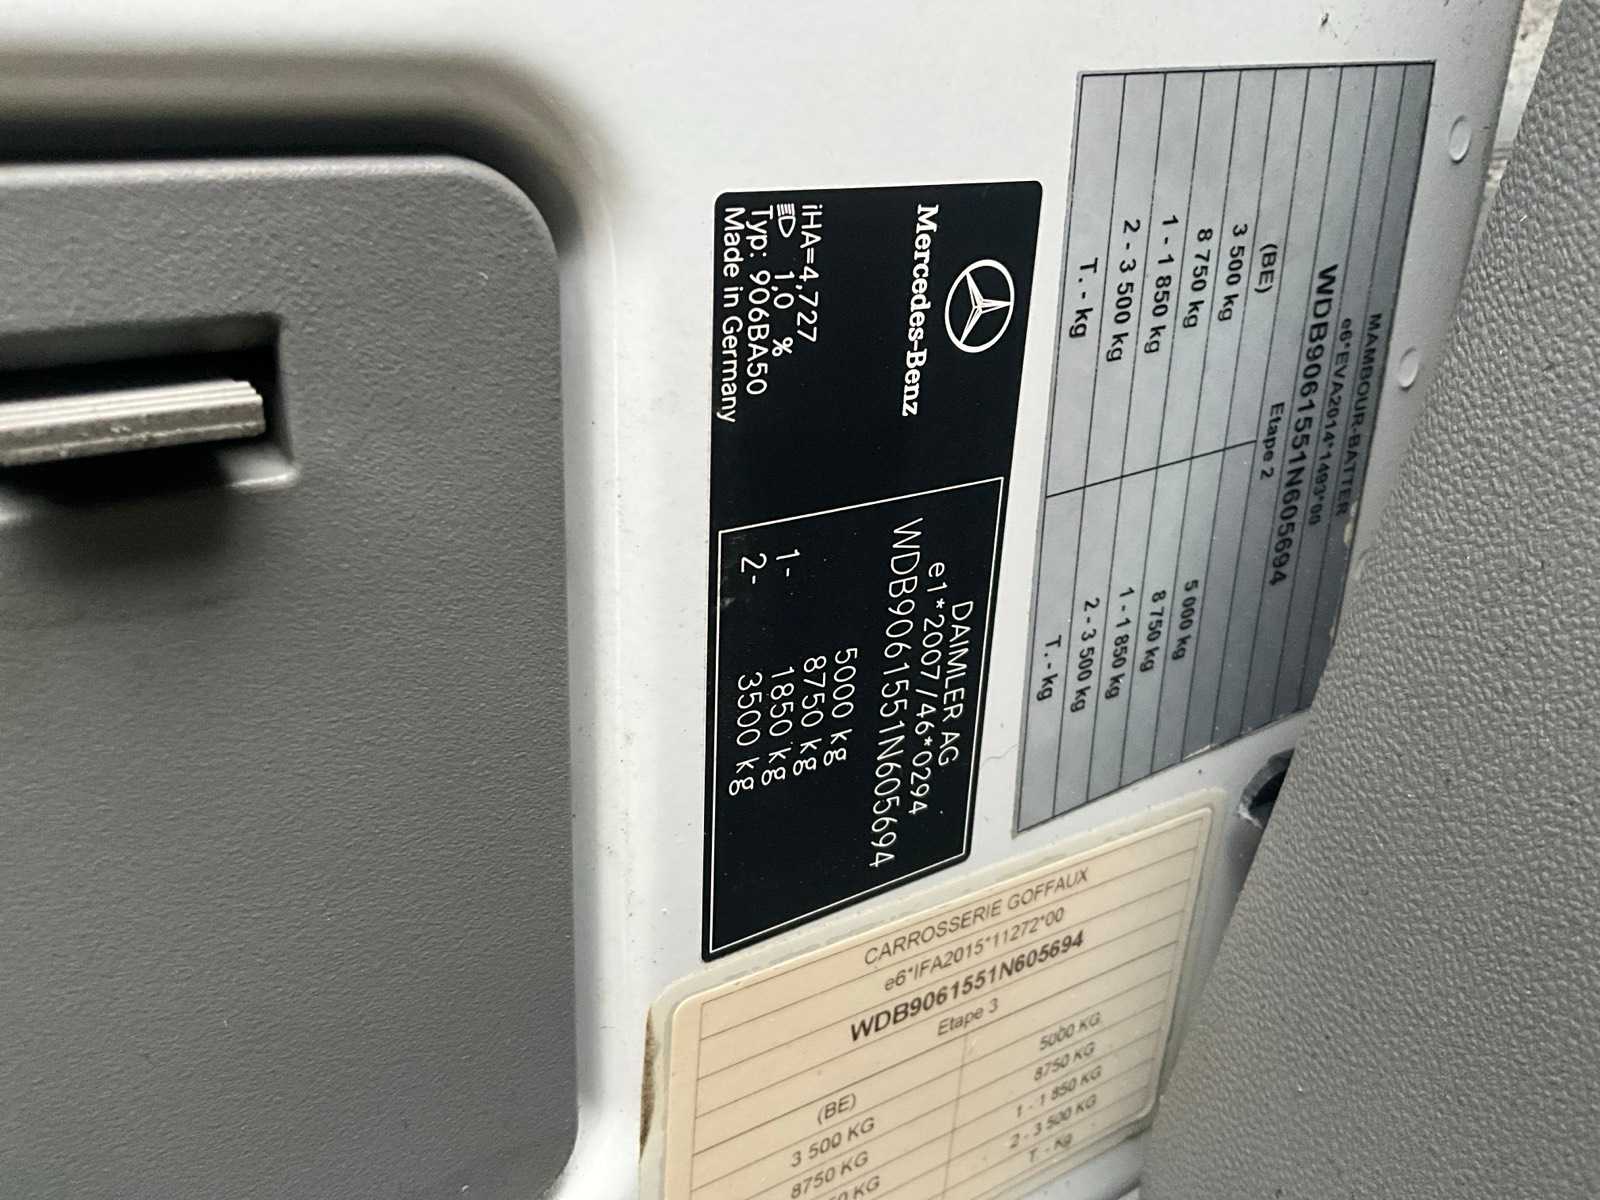 MAMBOUR-BATTER
e6*EVA2014*1493*00
WDB9061551N605694
Etape 2
(BE)
3 500 kg 5 000 kg
8 750 kg 8 750 kg
1 - 1 850 kg 1 - 1 850 kg
2 - 3 500 kg 2 - 3 500 kg
T. - kg T. - kg
Mercedes-Benz
iHA=4,727
1,0 %
Typ: 906BA50
Made in Germany
DAIMLER AG
e1*2007/46*0294
WDB9061551N605694
5000 kg
8750 kg
1- 1850 kg
2- 3500 kg
CARROSSERIE GOFFAUX
e6*IFA2015*11272*00
WDB9061551N605694
Etape 3
(BE)
3 500 KG 5000 KG
8750 KG 8750 KG
1 - 1 850 KG
2 - 3 500 KG
T. - Kg